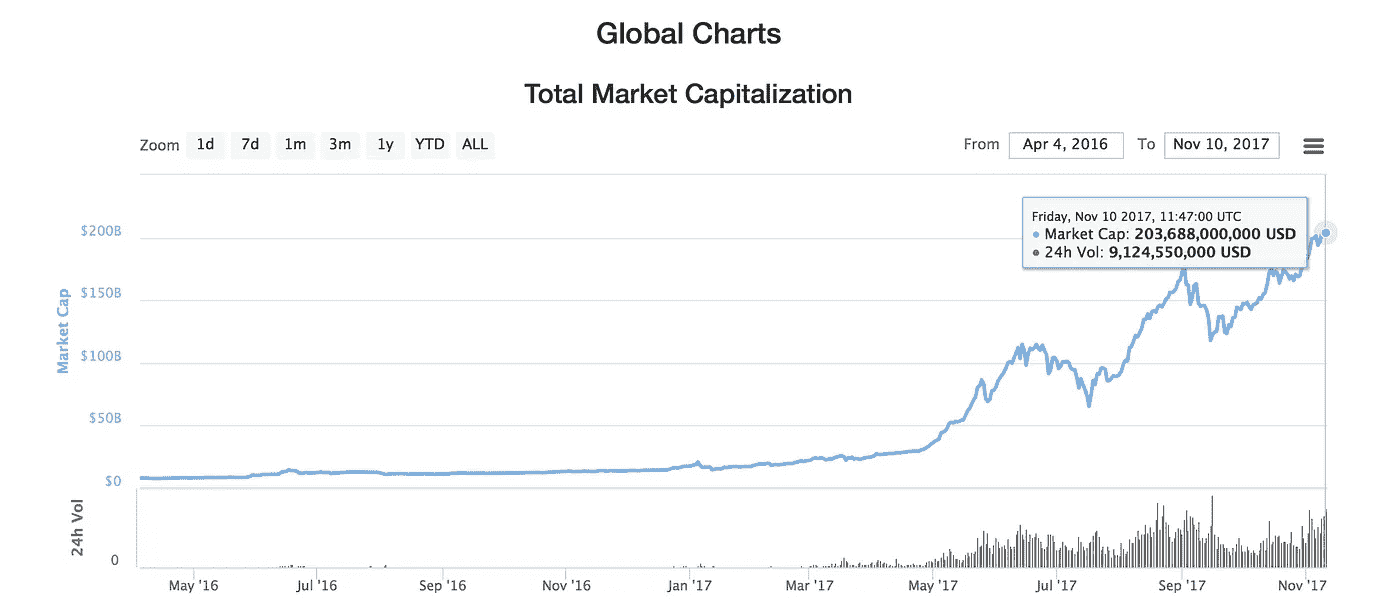 Global Charts
Total Market Capitalization
Zoom 1d 7d 1m 3m 1y YTD ALL From Apr 4, 2016 To Nov 10, 2017
Friday, Nov 10 2017, 11:47:00 UTC
Market Cap: 203,688,000,000 USD
24h Vol: 9,124,550,000 USD
Market Cap
$200B
$150B
$100B
$50B
$0
24h Vol
0
May '16 Jul '16 Sep '16 Nov '16 Jan '17 Mar '17 May '17 Jul '17 Sep '17 Nov '17